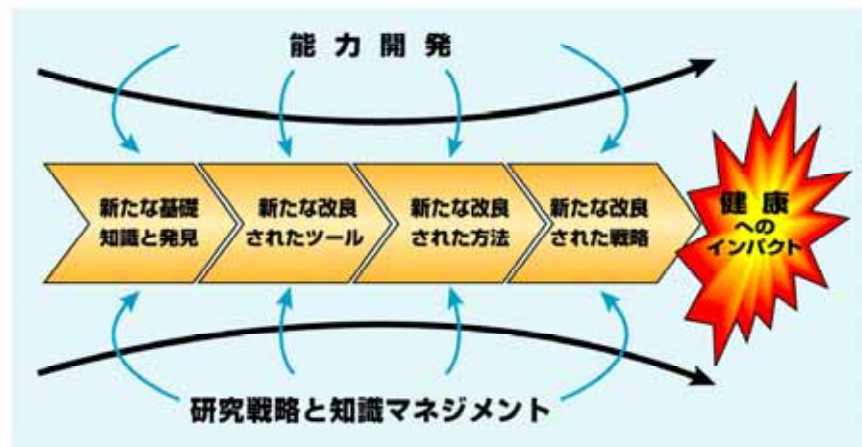 能力開発
新たな基礎
知識と発見
新たな改良
されたツール
新たな改良
された方法
新たな改良
された戦略
健康
への
インパクト
研究戦略と知識マネジメント